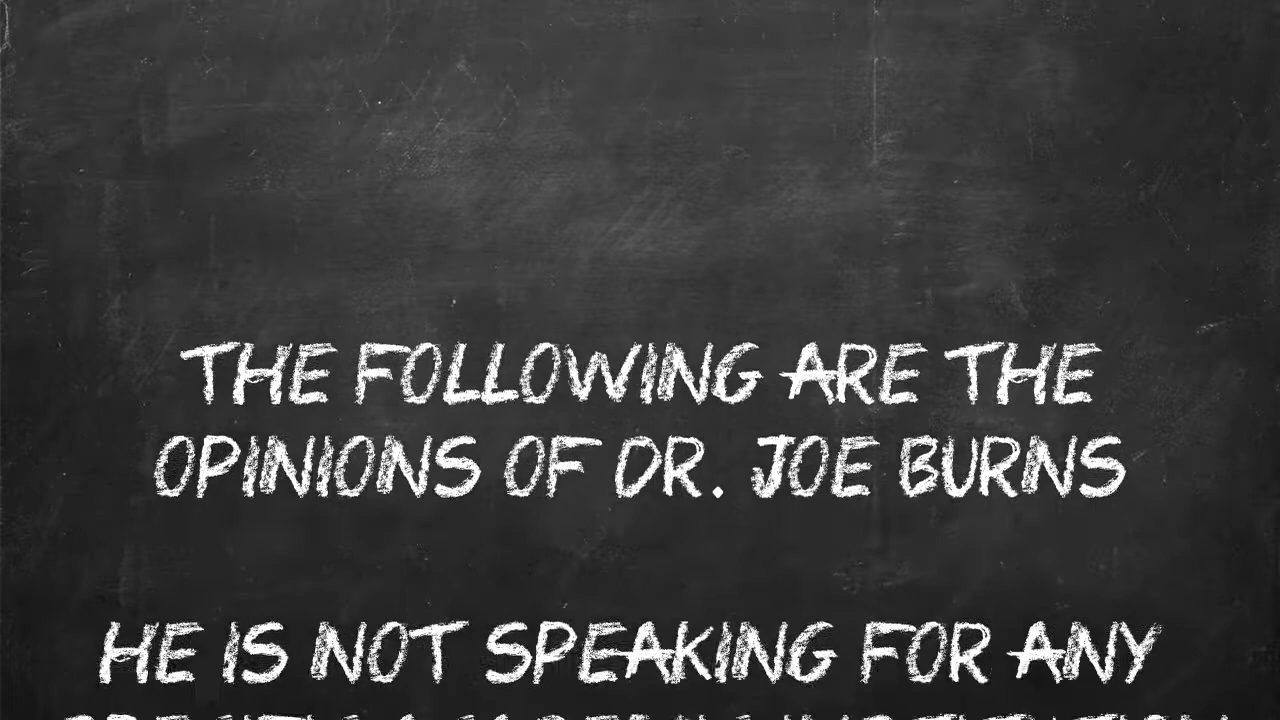 THE FOLLOWING ARE THE
OPINIONS OF DR. JOE BURNS
HE IS NOT SPEAKING FOR ANY